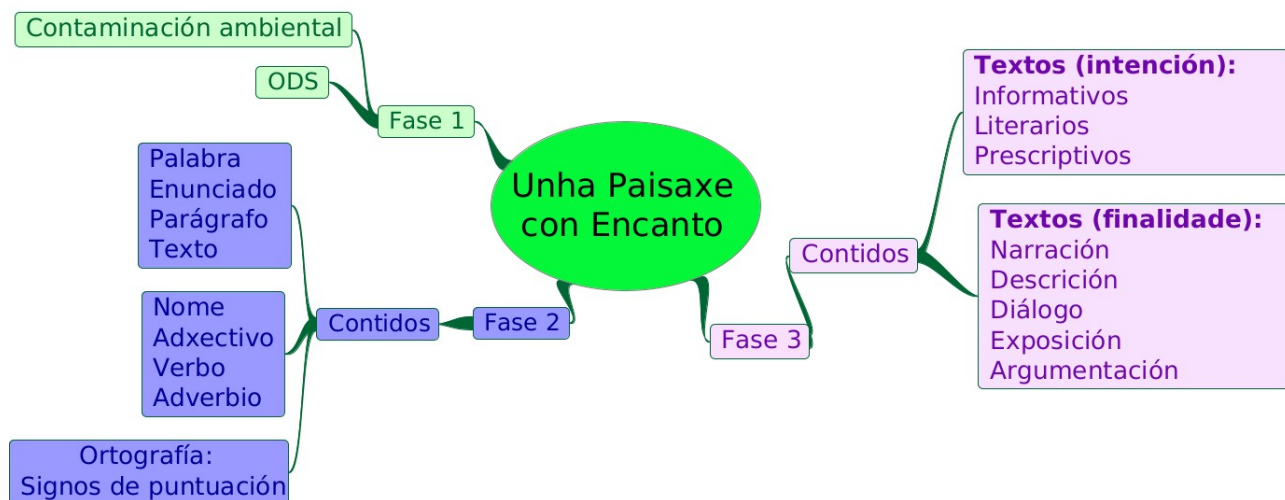 Unha Paisaxe
con Encanto
Fase 1
Contaminación ambiental
ODS
Fase 2
Contidos
Palabra
Enunciado
Parágrafo
Texto
Nome
Adxectivo
Verbo
Adverbio
Ortografía:
Signos de puntuación
Fase 3
Contidos
Textos (intención):
Informativos
Literarios
Prescriptivos
Textos (finalidade):
Narración
Descrición
Diálogo
Exposición
Argumentación